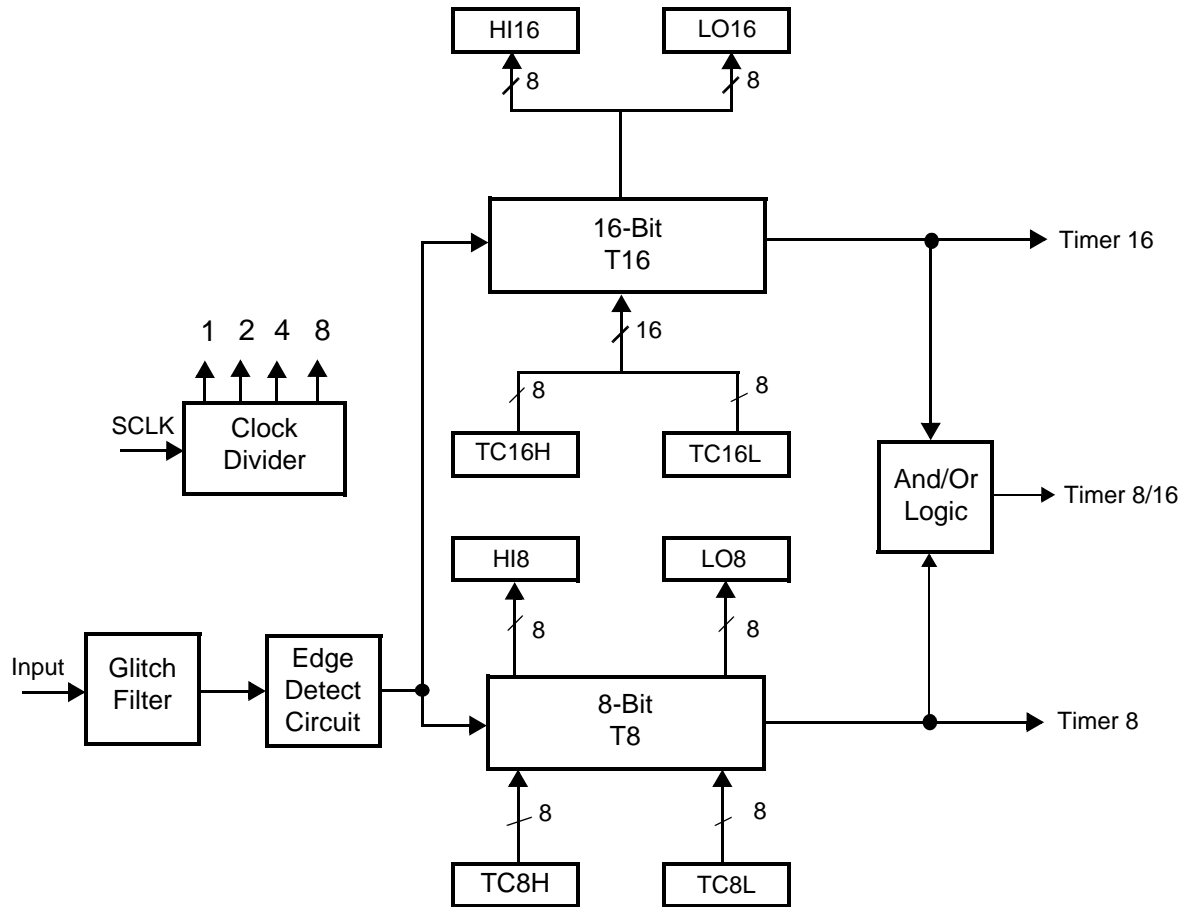 HI16
LO16
8
8
16-Bit
T16
Timer 16
1 2 4 8
16
SCLK
Clock
Divider
8
8
TC16H
TC16L
And/Or
Logic
Timer 8/16
HI8
LO8
8
8
Input
Glitch
Filter
Edge
Detect
Circuit
8-Bit
T8
Timer 8
8
8
TC8H
TC8L